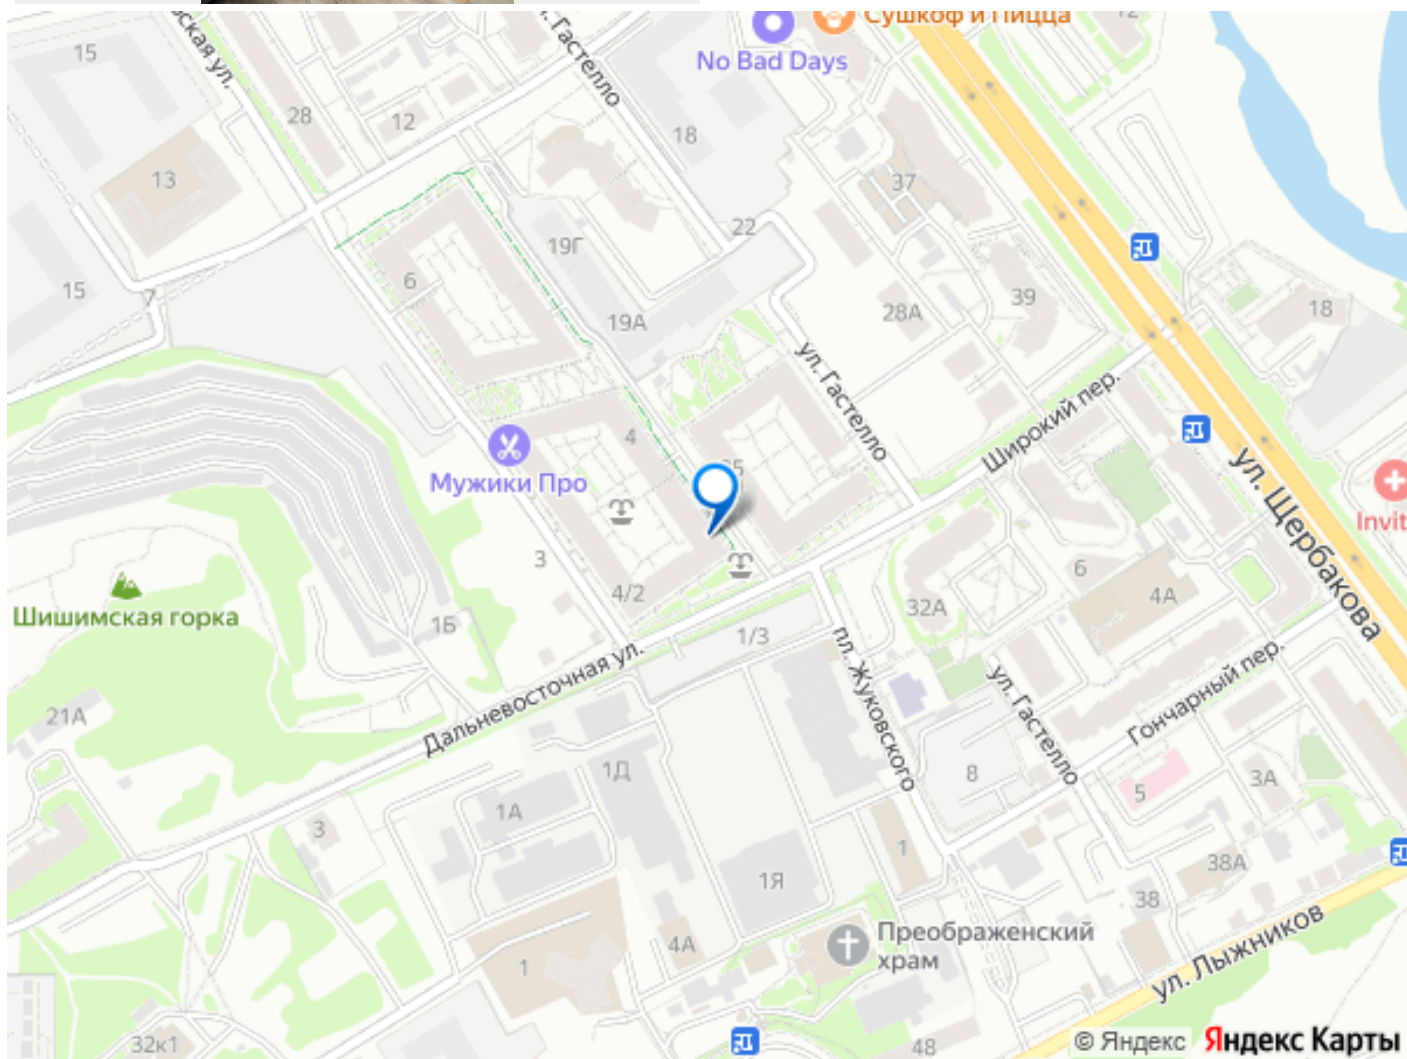 Сушкоф и Пицца
12
No Bad Days
15
ская ул.
Гастелло
28
12
18
13
37
22
19Г
6
39
15
7
28А
18
19А
ул. Гастелло
Широкий пер.
4
Мужики Про
ул. Щербакова
Invit
3
6
4/2
4А
32А
Шишимская горка
1Б
1/3
Дальневосточная ул.
пл. Жуковского
ул. Гастелло
Гончарный пер.
21А
1Д
8
5
3А
1А
3
1
38А
1Я
38
Преображенский
храм
4А
ул. Лыжников
1
32к1
48
© Яндекс
Яндекс Карты